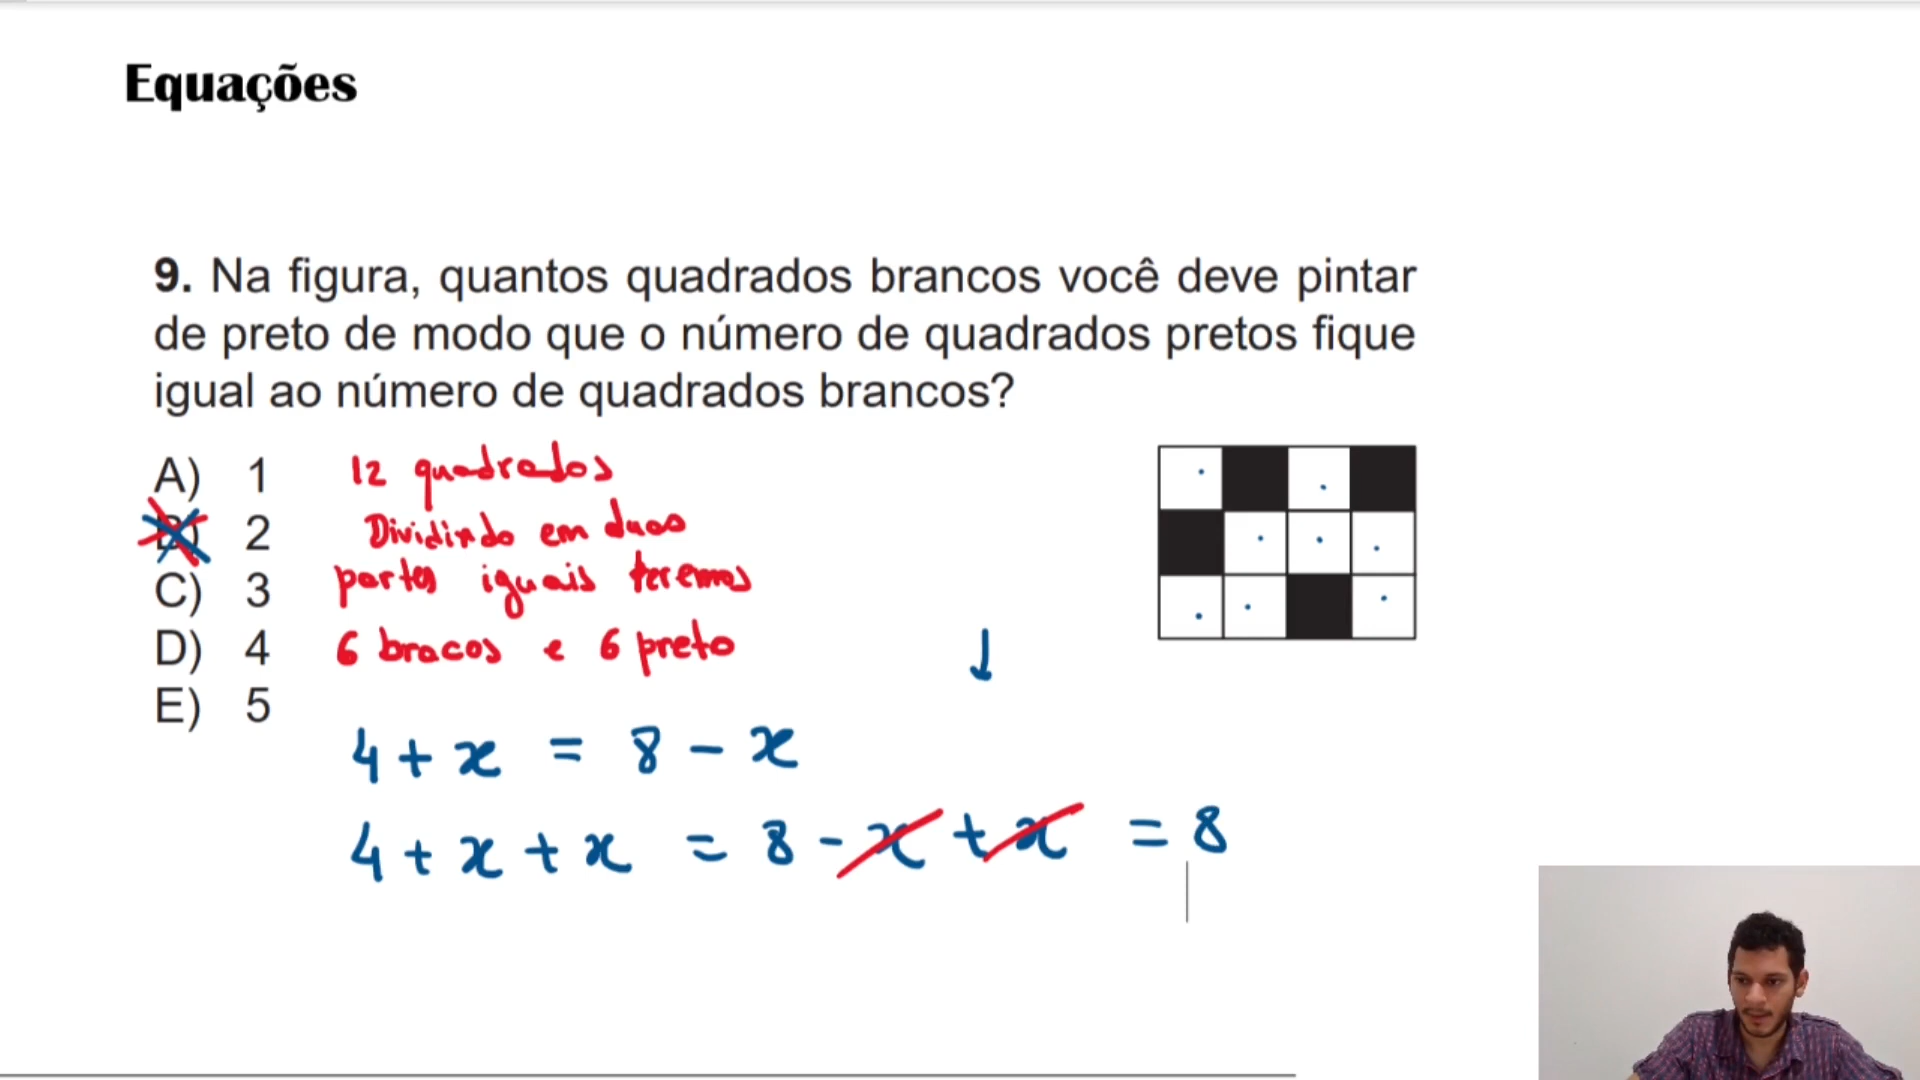 Equações
9. Na figura, quantos quadrados brancos você deve pintar
de preto de modo que o número de quadrados pretos fique
igual ao número de quadrados brancos?
A) 1
B) 2
C) 3
D) 4
E) 5
12 quadrados
Dividindo em duas
partes iguais teremos
6 bracos e 6 preto
4 + x = 8 - x
4 + x + x = 8 - x + x = 8